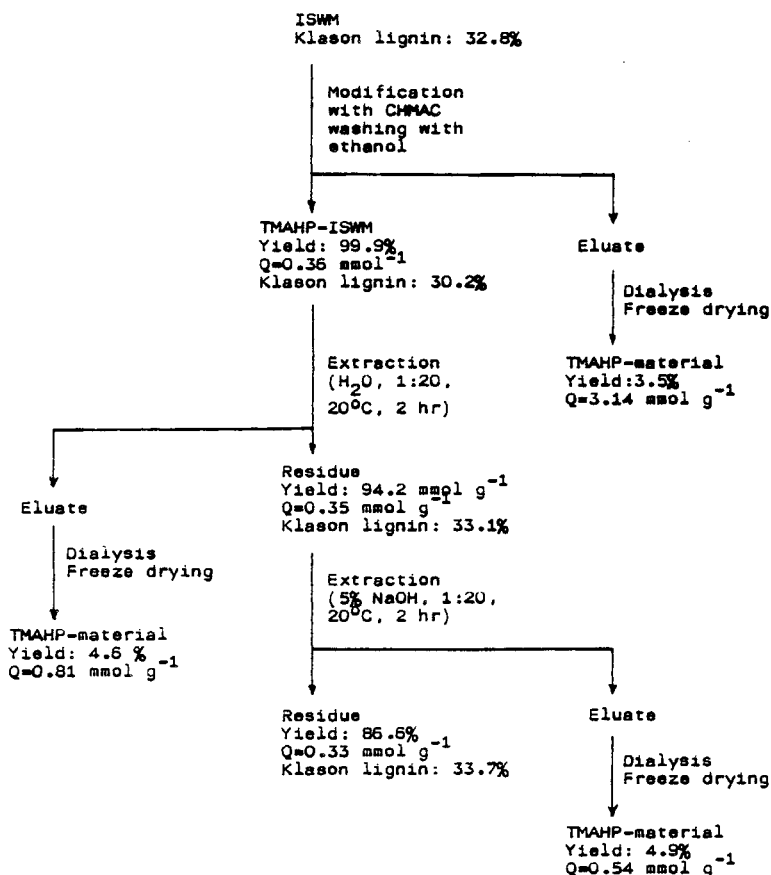 ISWM
Klason lignin: 32.8%
Modification
with CHMAC
washing with
ethanol
TMAHP-ISWM
Yield: 99.9%
Q=0.36 mmol⁻¹
Klason lignin: 30.2%
Eluate
Dialysis
Freeze drying
TMAHP-material
Yield:3.5%
Q=3.14 mmol g⁻¹
Extraction
(H₂O, 1:20,
20°C, 2 hr)
Eluate
Dialysis
Freeze drying
TMAHP-material
Yield: 4.6 %
Q=0.81 mmol g⁻¹
Residue
Yield: 94.2 mmol g⁻¹
Q=0.35 mmol g⁻¹
Klason lignin: 33.1%
Extraction
(5% NaOH, 1:20,
20°C, 2 hr)
Residue
Yield: 86.6%
Q=0.33 mmol g⁻¹
Klason lignin: 33.7%
Eluate
Dialysis
Freeze drying
TMAHP-material
Yield: 4.9%
Q=0.54 mmol g⁻¹